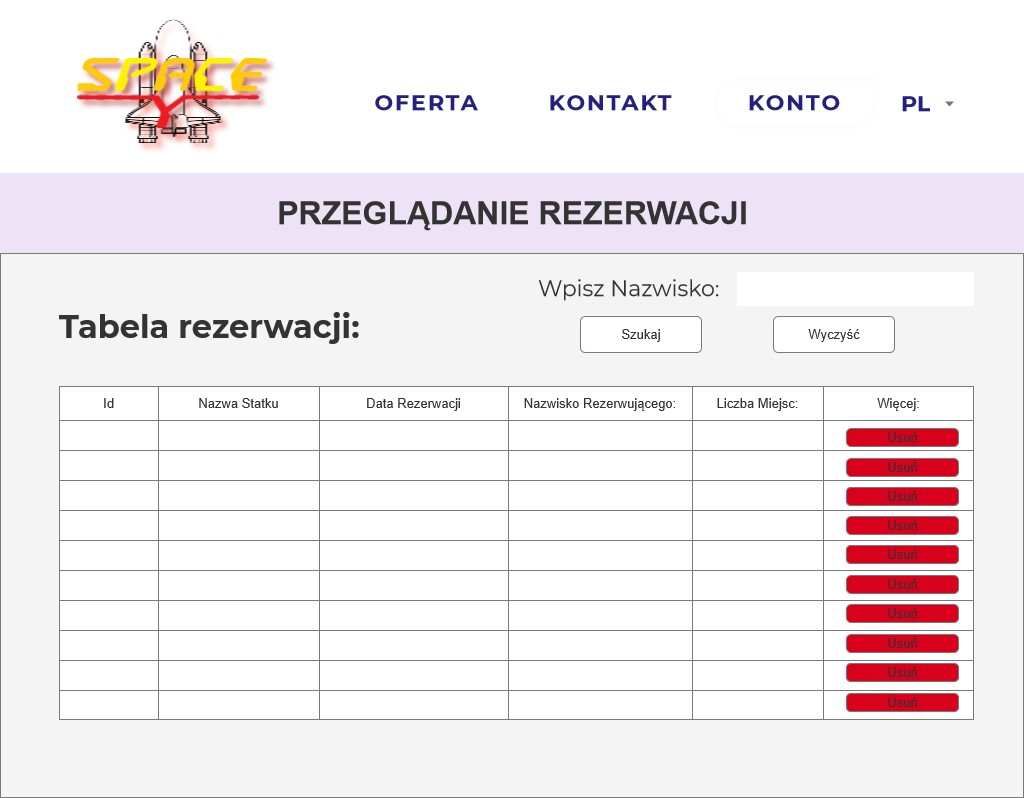 SPACE
Y
OFERTA KONTAKT KONTO PL
PRZEGLĄDANIE REZERWACJI
Wpisz Nazwisko:
Tabela rezerwacji:
Szukaj Wyczyść
Id Nazwa Statku Data Rezerwacji Nazwisko Rezerwującego: Liczba Miejsc: Więcej:
Usuń
Usuń
Usuń
Usuń
Usuń
Usuń
Usuń
Usuń
Usuń
Usuń